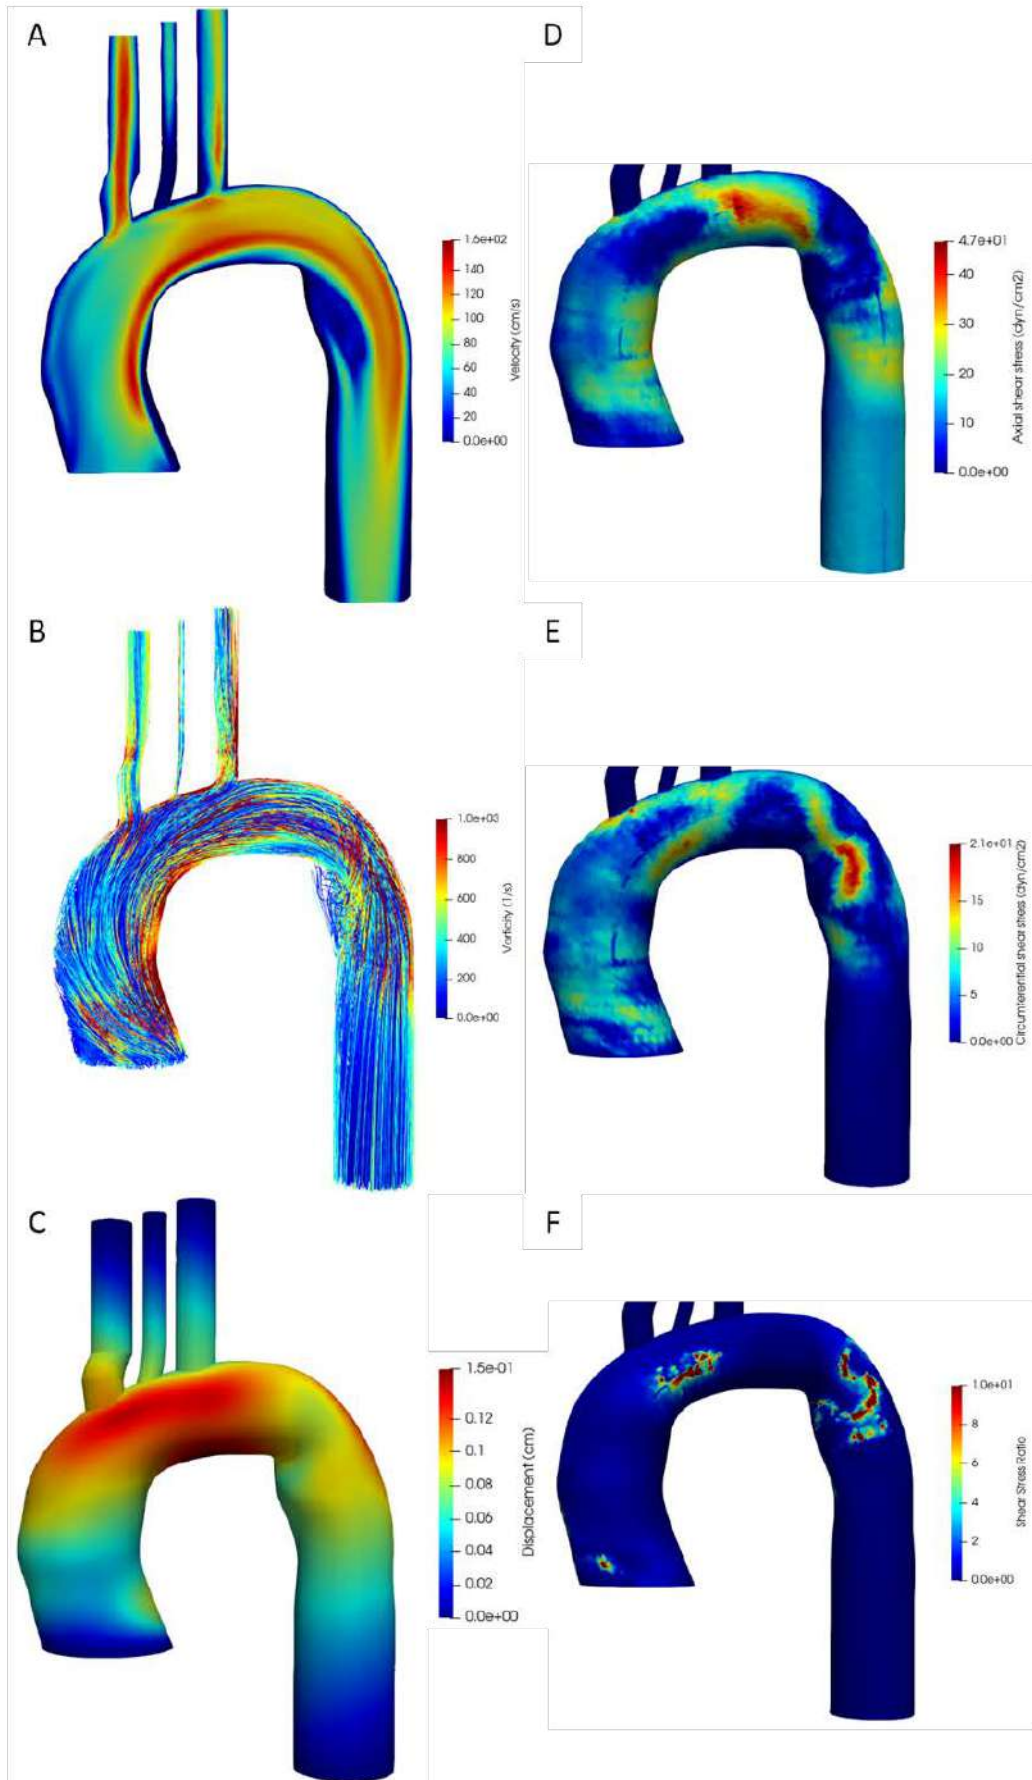 A
1.6e+02
140
120
100
80
60
40
20
0.0e+00
Velocity (cm/s)
D
4.7e+01
40
30
20
10
0.0e+00
Axial shear stress (dyn/cm2)
B
1.0e+03
800
600
400
200
0.0e+00
Vorticity (1/s)
E
2.1e+01
15
10
5
0.0e+00
Circumferential shear stress (dyn/cm2)
C
1.5e-01
0.12
0.1
0.08
0.06
0.04
0.02
0.0e+00
Displacement (cm)
F
1.0e+01
8
6
4
2
0.0e+00
Shear Stress Ratio